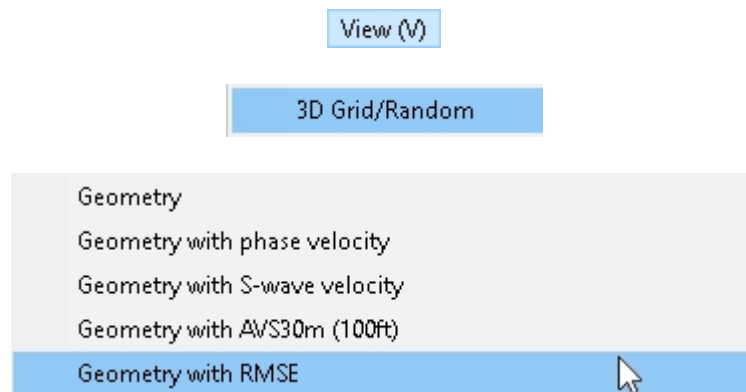 View (V)
3D Grid/Random
Geometry
Geometry with phase velocity
Geometry with S-wave velocity
Geometry with AVS30m (100ft)
Geometry with RMSE